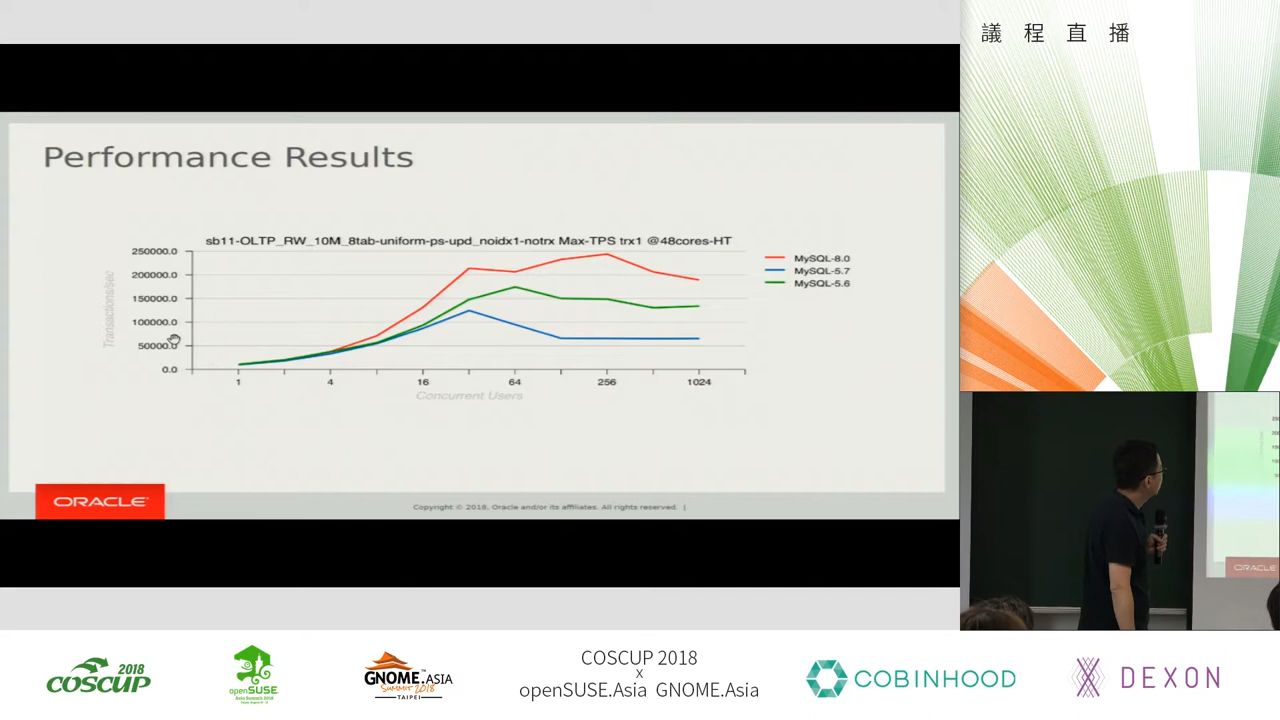 議程直播
Performance Results
sb11-OLTP_RW_10M_8tab-uniform-ps-upd_noidx1-notrx Max-TPS trx1 @48cores-HT
Transactions/sec
250000.0
200000.0
150000.0
100000.0
50000.0
0.0
1 4 16 64 256 1024
Concurrent Users
MySQL-8.0
MySQL-5.7
MySQL-5.6
ORACLE
Copyright © 2018, Oracle and/or its affiliates. All rights reserved. |
ORACLE
2018
COSCUP
openSUSE
GNOME.ASIA
SUMMIT 2018
TAIPEI
COSCUP 2018
x
openSUSE.Asia GNOME.Asia
COBINHOOD
DEXON